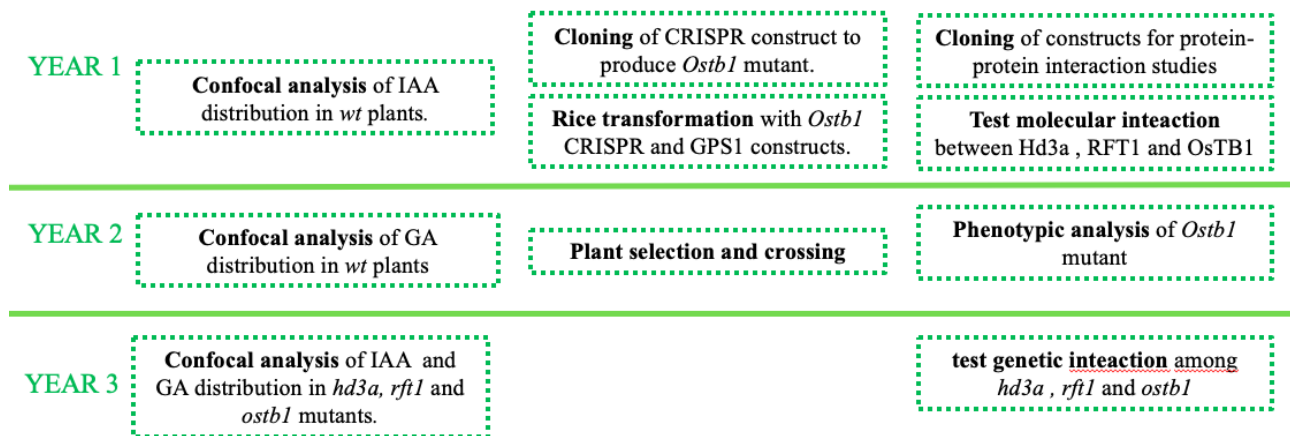 YEAR 1
Confocal analysis of IAA
distribution in wt plants.
Cloning of CRISPR construct to
produce Ostb1 mutant.
Rice transformation with Ostb1
CRISPR and GPS1 constructs.
Cloning of constructs for protein-
protein interaction studies
Test molecular inteaction
between Hd3a , RFT1 and OsTB1
YEAR 2
Confocal analysis of GA
distribution in wt plants
Plant selection and crossing
Phenotypic analysis of Ostb1
mutant
YEAR 3
Confocal analysis of IAA and
GA distribution in hd3a, rft1 and
ostb1 mutants.
test genetic inteaction among
hd3a , rft1 and ostb1